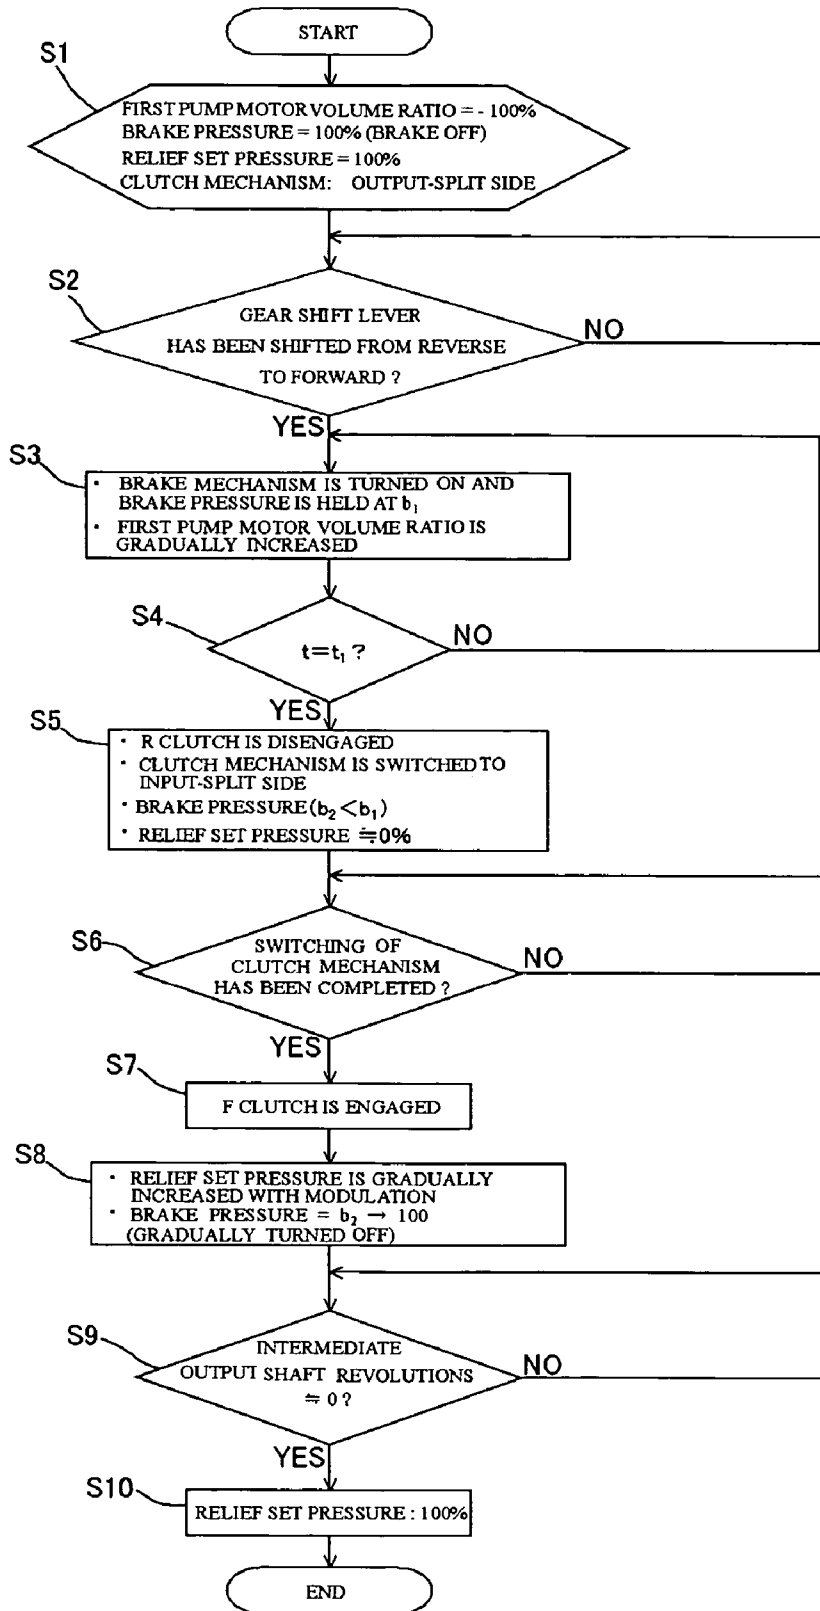 START
S1
FIRST PUMP MOTOR VOLUME RATIO = - 100%
BRAKE PRESSURE = 100% (BRAKE OFF)
RELIEF SET PRESSURE = 100%
CLUTCH MECHANISM: OUTPUT-SPLIT SIDE
S2
GEAR SHIFT LEVER
HAS BEEN SHIFTED FROM REVERSE
TO FORWARD ?
NO
YES
S3
・ BRAKE MECHANISM IS TURNED ON AND
BRAKE PRESSURE IS HELD AT b₁
・ FIRST PUMP MOTOR VOLUME RATIO IS
GRADUALLY INCREASED
S4
t=t₁ ?
NO
YES
S5
・ R CLUTCH IS DISENGAGED
・ CLUTCH MECHANISM IS SWITCHED TO
INPUT-SPLIT SIDE
・ BRAKE PRESSURE(b₂<b₁)
・ RELIEF SET PRESSURE ≒0%
S6
SWITCHING OF
CLUTCH MECHANISM
HAS BEEN COMPLETED ?
NO
YES
S7
F CLUTCH IS ENGAGED
S8
・ RELIEF SET PRESSURE IS GRADUALLY
INCREASED WITH MODULATION
・ BRAKE PRESSURE = b₂ → 100
(GRADUALLY TURNED OFF)
S9
INTERMEDIATE
OUTPUT SHAFT REVOLUTIONS
≒ 0 ?
NO
YES
S10
RELIEF SET PRESSURE : 100%
END